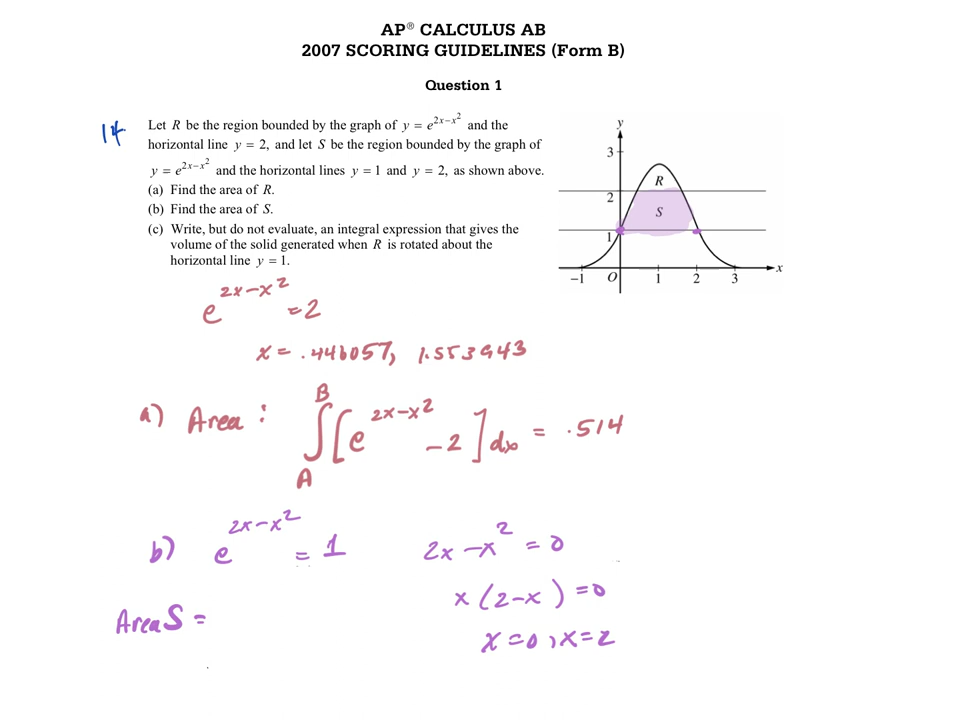 AP® CALCULUS AB
2007 SCORING GUIDELINES (Form B)
Question 1
14
Let R be the region bounded by the graph of y = e^{2x−x²} and the
horizontal line y = 2, and let S be the region bounded by the graph of
y = e^{2x−x²} and the horizontal lines y = 1 and y = 2, as shown above.
(a) Find the area of R.
(b) Find the area of S.
(c) Write, but do not evaluate, an integral expression that gives the
volume of the solid generated when R is rotated about the
horizontal line y = 1.
y
3
R
2
S
1
−1 O 1 2 3 x
e^{2x−x²} = 2
x = .446057, 1.553943
a) Area : ∫_A^B [e^{2x−x²} − 2] dx = .514
b) e^{2x−x²} = 1 2x − x² = 0
x (2−x) = 0
Area S =
x = 0, x = 2